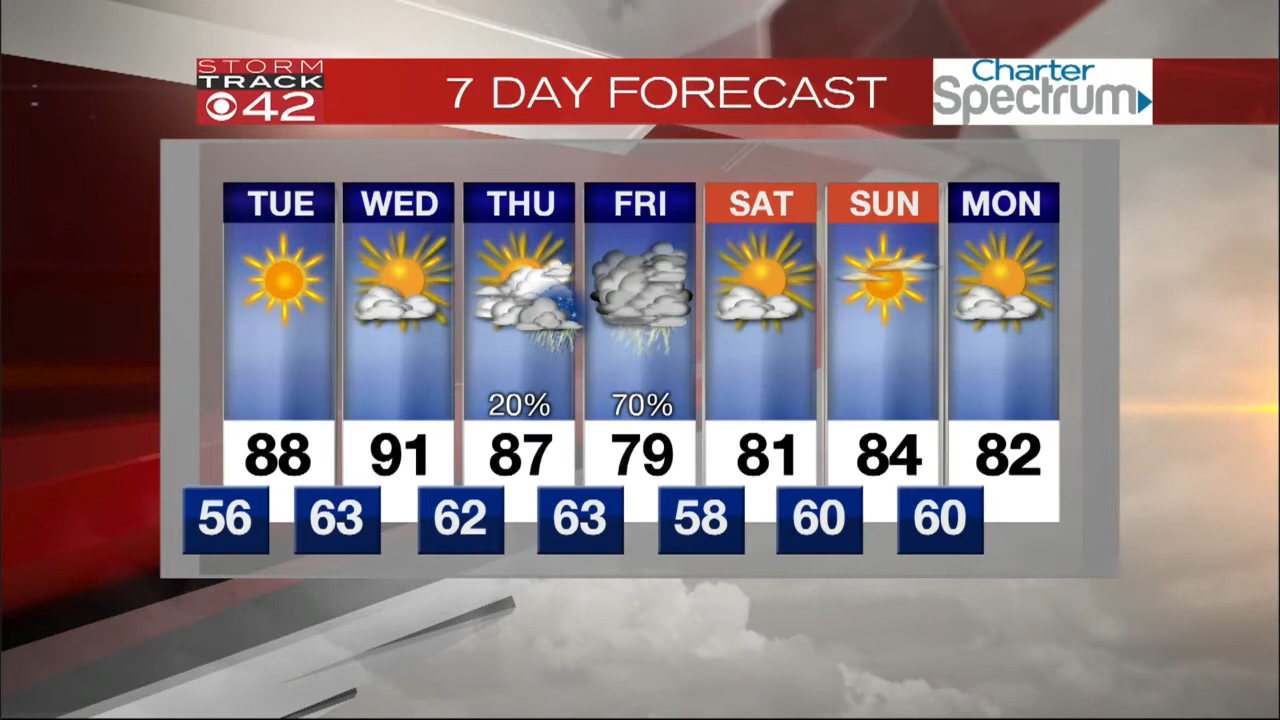 STORM
TRACK
42
7 DAY FORECAST
Charter
Spectrum
TUE WED THU FRI SAT SUN MON
20% 70%
88 91 87 79 81 84 82
56 63 62 63 58 60 60